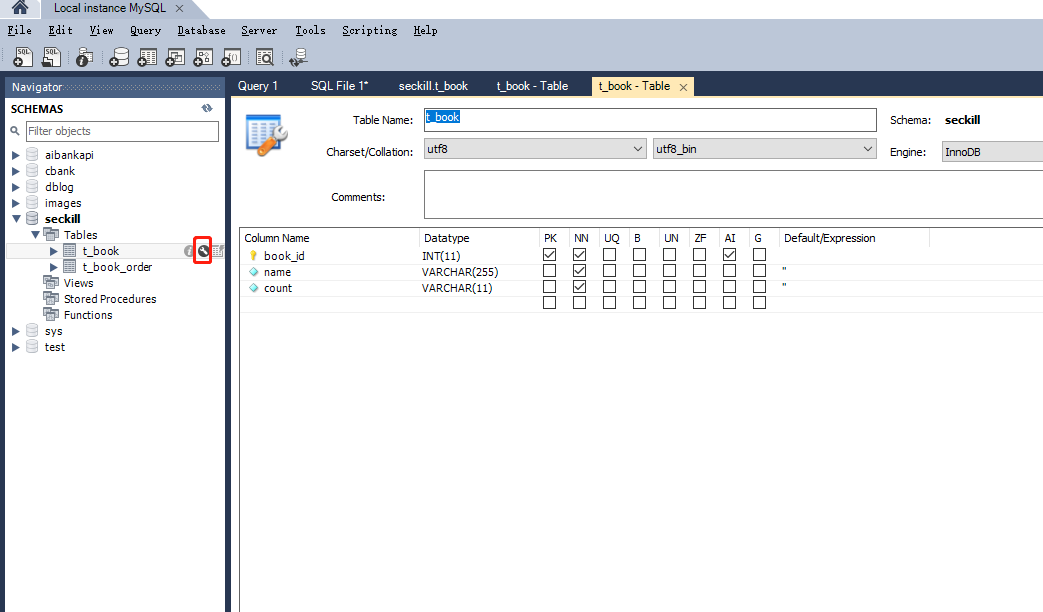 Local instance MySQL ×
File Edit View Query Database Server Tools Scripting Help
Navigator
SCHEMAS
Filter objects
aibankapi
cbank
dblog
images
seckill
Tables
t_book
t_book_order
Views
Stored Procedures
Functions
sys
test
Query 1 SQL File 1* seckill.t_book t_book - Table t_book - Table ×
Table Name: t_book Schema: seckill
Charset/Collation: utf8 utf8_bin Engine: InnoDB
Comments:
Column Name Datatype PK NN UQ B UN ZF AI G Default/Expression
book_id INT(11)
name VARCHAR(255) ''
count VARCHAR(11) ''